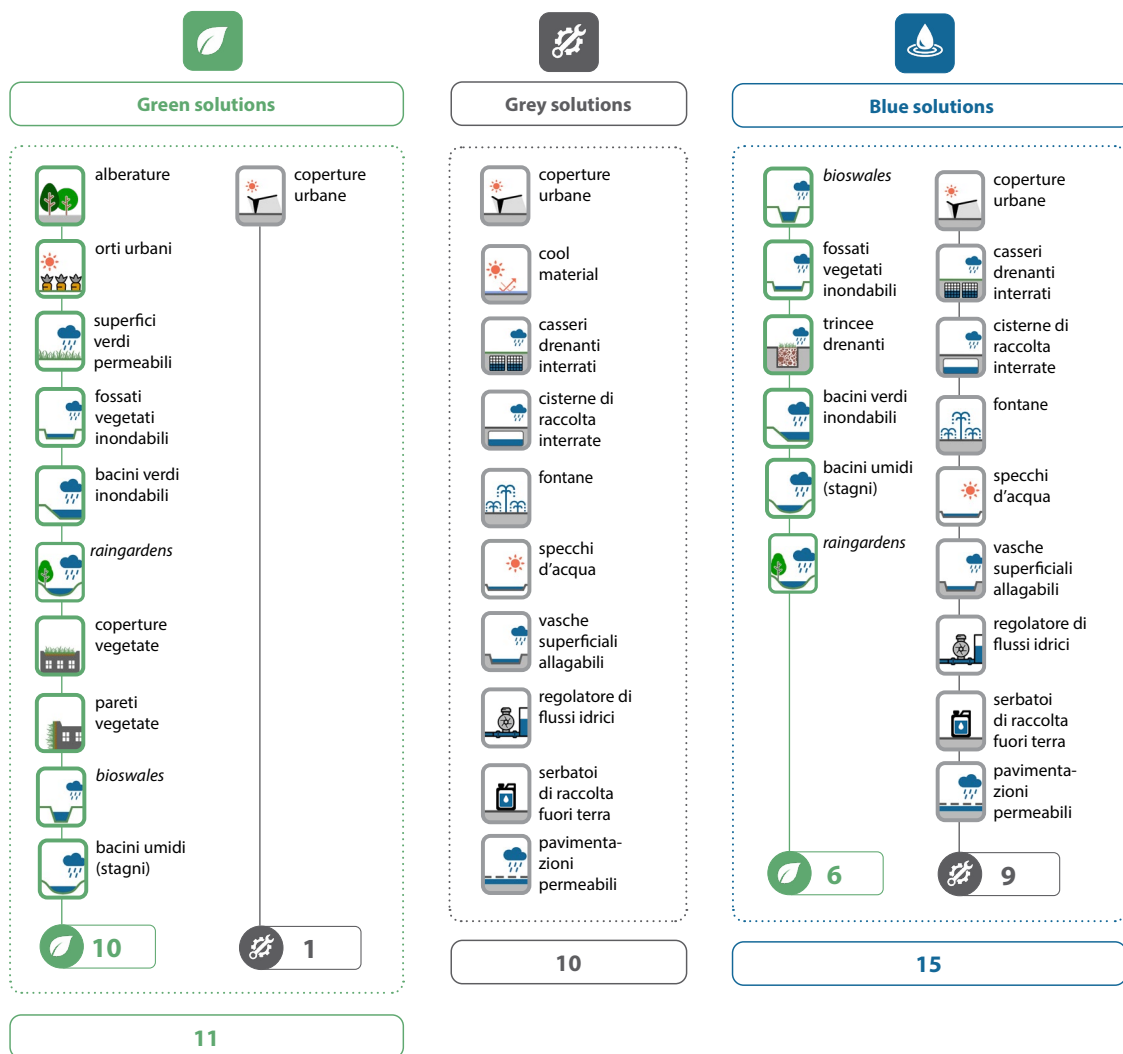 Green solutions
alberature
orti urbani
superfici
verdi
permeabili
fossati
vegetati
inondabili
bacini verdi
inondabili
raingardens
coperture
vegetate
pareti
vegetate
bioswales
bacini umidi
(stagni)
10
coperture
urbane
1
11
Grey solutions
coperture
urbane
cool
material
casseri
drenanti
interrati
cisterne di
raccolta
interrate
fontane
specchi
d'acqua
vasche
superficiali
allagabili
regolatore di
flussi idrici
serbatoi
di raccolta
fuori terra
pavimenta-
zioni
permeabili
10
Blue solutions
bioswales
fossati
vegetati
inondabili
trincee
drenanti
bacini verdi
inondabili
bacini umidi
(stagni)
raingardens
6
coperture
urbane
casseri
drenanti
interrati
cisterne di
raccolta
interrate
fontane
specchi
d'acqua
vasche
superficiali
allagabili
regolatore di
flussi idrici
serbatoi
di raccolta
fuori terra
pavimenta-
zioni
permeabili
9
15